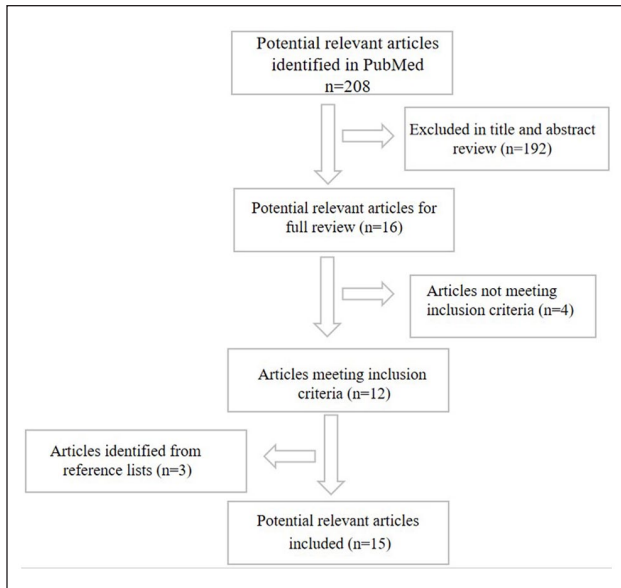 Potential relevant articles
identified in PubMed
n=208
Excluded in title and abstract
review (n=192)
Potential relevant articles for
full review (n=16)
Articles not meeting
inclusion criteria (n=4)
Articles meeting inclusion
criteria (n=12)
Articles identified from
reference lists (n=3)
Potential relevant articles
included (n=15)